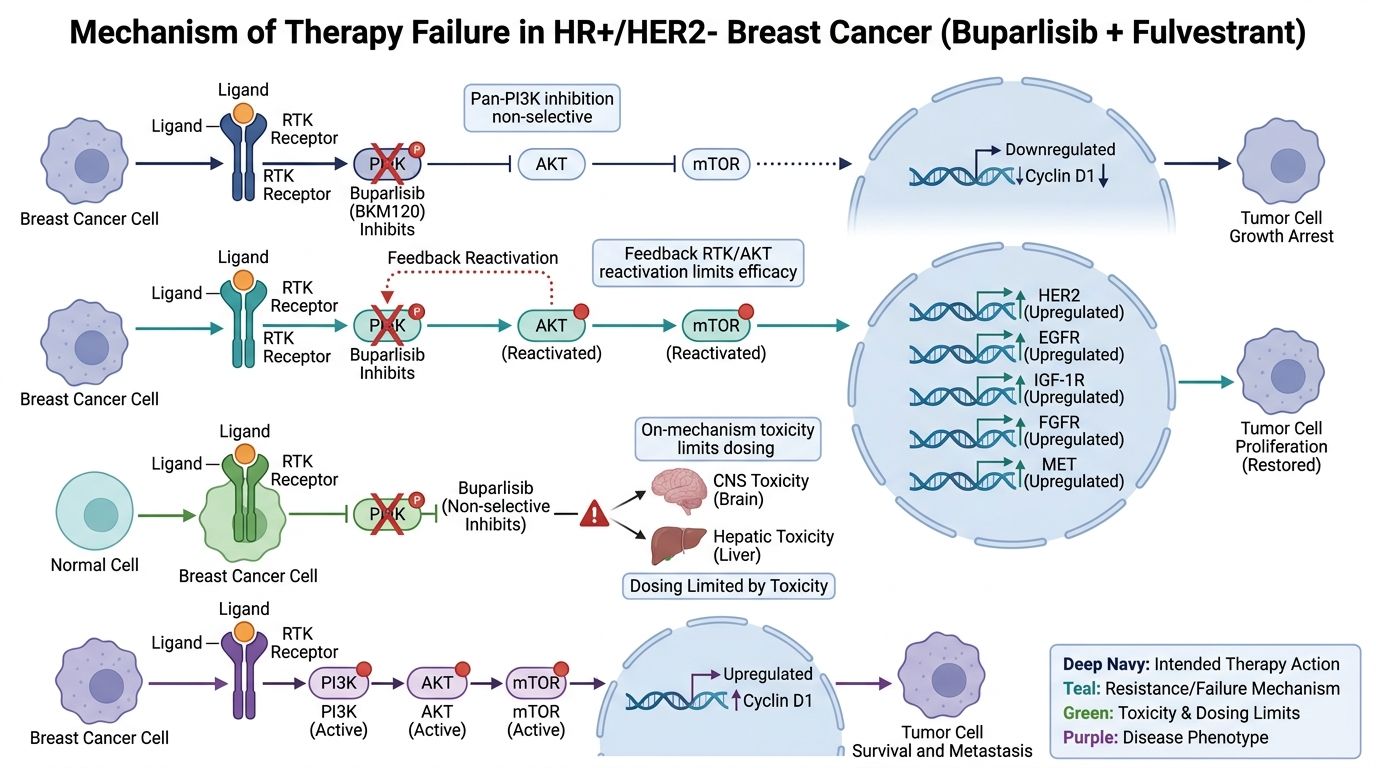 Mechanism of Therapy Failure in HR+/HER2- Breast Cancer (Buparlisib + Fulvestrant)
Ligand
Ligand
RTK
Receptor
RTK
Receptor
Breast Cancer Cell
PI3K
P
Buparlisib
(BKM120)
Inhibits
Pan-PI3K inhibition
non-selective
AKT
mTOR
Downregulated
Cyclin D1
Tumor Cell
Growth Arrest
Ligand
Ligand
RTK
Receptor
RTK
Receptor
Breast Cancer Cell
Feedback Reactivation
PI3K
P
Buparlisib
Inhibits
Feedback RTK/AKT
reactivation limits efficacy
AKT
(Reactivated)
mTOR
(Reactivated)
HER2
(Upregulated)
EGFR
(Upregulated)
IGF-1R
(Upregulated)
FGFR
(Upregulated)
MET
(Upregulated)
Tumor Cell
Proliferation
(Restored)
Ligand
Ligand
RTK
Receptor
Normal Cell
Breast Cancer Cell
PI3K
P
Buparlisib
(Non-selective
Inhibits)
On-mechanism toxicity
limits dosing
CNS Toxicity
(Brain)
Hepatic Toxicity
(Liver)
Dosing Limited by Toxicity
Ligand
Ligand
RTK
Receptor
Breast Cancer Cell
PI3K
PI3K
(Active)
AKT
AKT
(Active)
mTOR
mTOR
(Active)
Upregulated
Cyclin D1
Tumor Cell
Survival and Metastasis
Deep Navy: Intended Therapy Action
Teal: Resistance/Failure Mechanism
Green: Toxicity & Dosing Limits
Purple: Disease Phenotype